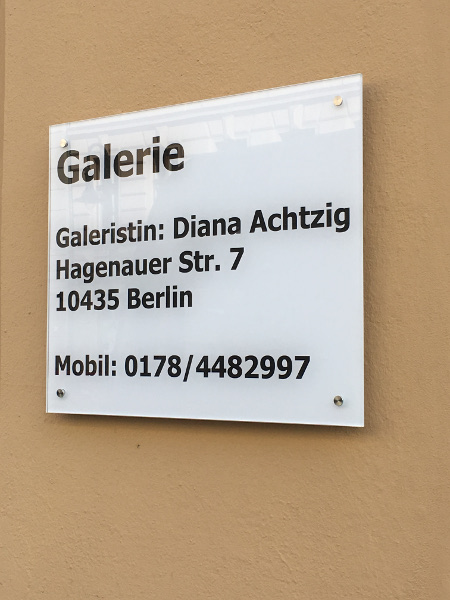 Galerie
Galeristin: Diana Achtzig
Hagenauer Str. 7
10435 Berlin
Mobil: 0178/4482997